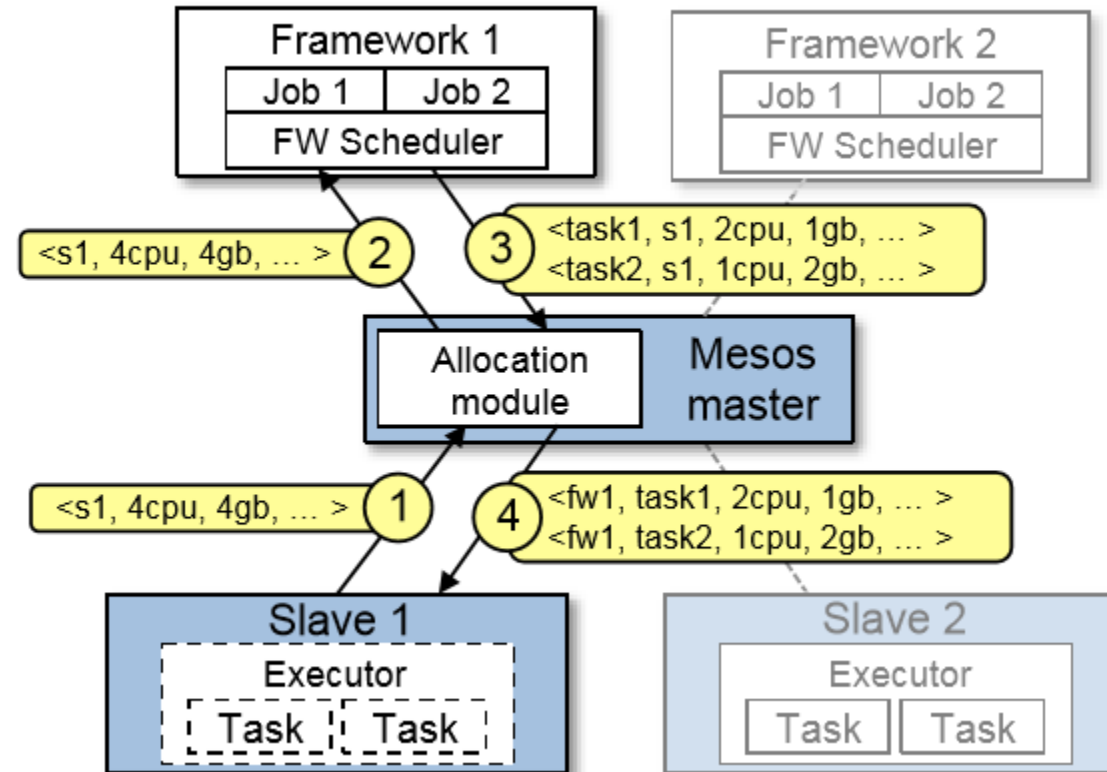 Framework 1
Job 1 Job 2
FW Scheduler
Framework 2
Job 1 Job 2
FW Scheduler
<s1, 4cpu, 4gb, … >
2
3
<task1, s1, 2cpu, 1gb, … >
<task2, s1, 1cpu, 2gb, … >
Allocation
module
Mesos
master
<s1, 4cpu, 4gb, … >
1
4
<fw1, task1, 2cpu, 1gb, … >
<fw1, task2, 1cpu, 2gb, … >
Slave 1
Executor
Task Task
Slave 2
Executor
Task Task